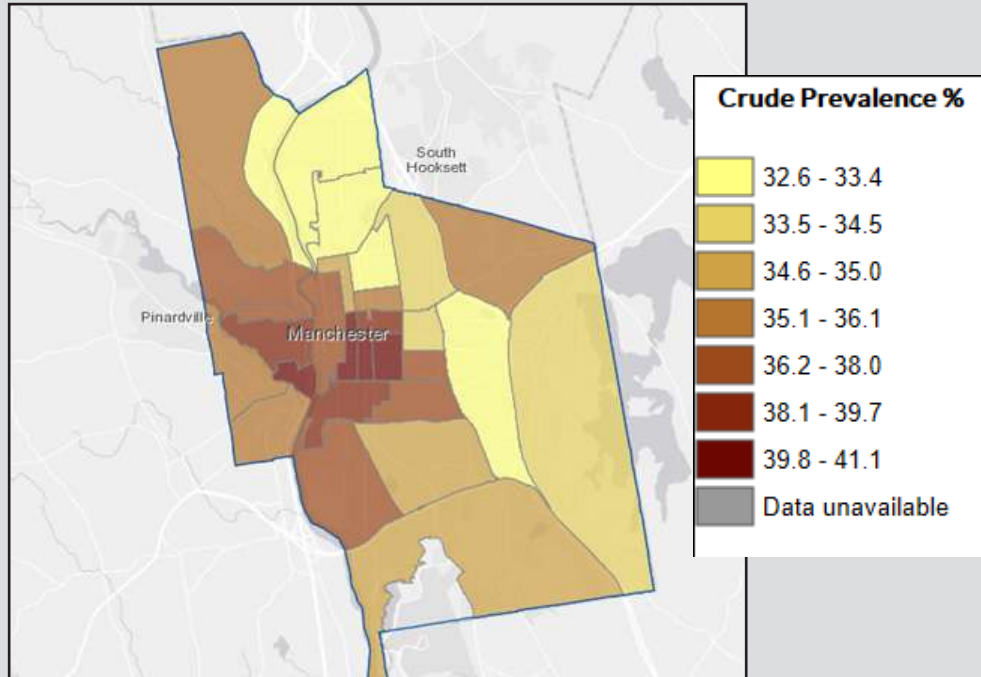 South
Hooksett
Pinardville
Manchester
Crude Prevalence %
32.6 - 33.4
33.5 - 34.5
34.6 - 35.0
35.1 - 36.1
36.2 - 38.0
38.1 - 39.7
39.8 - 41.1
Data unavailable